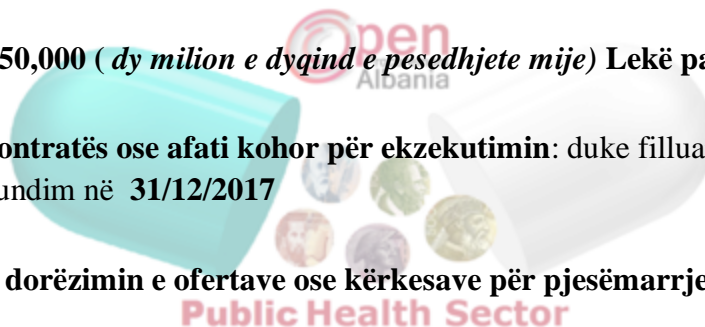 Open
Albania
50,000 ( dy milion e dyqind e pesedhjete mije) Lekë pa
ontratës ose afati kohor për ekzekutimin: duke fillua
undim në 31/12/2017
dorëzimin e ofertave ose kërkesave për pjesëmarrje
Public Health Sector